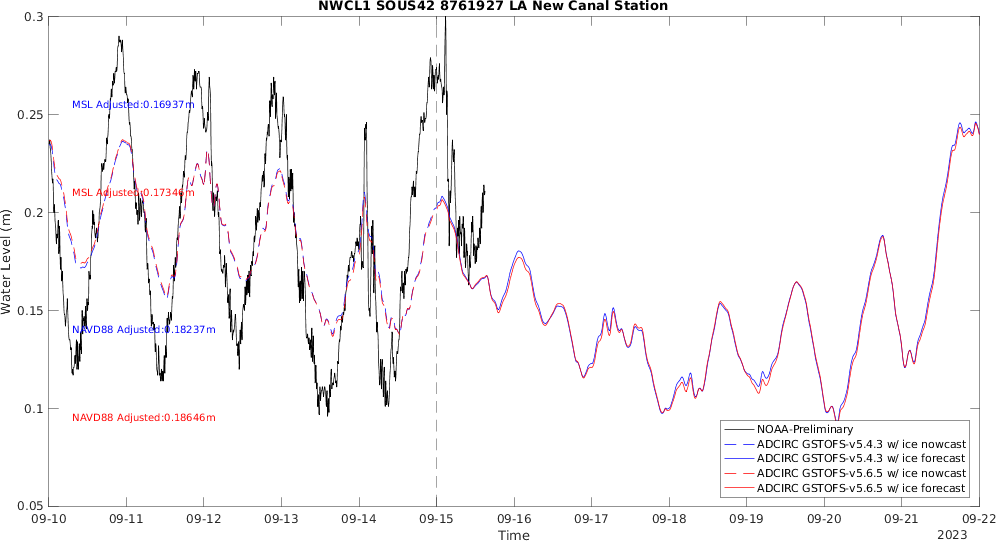 NWCL1 SOUS42 8761927 LA New Canal Station
0.3
0.25
0.2
0.15
0.1
0.05
Water Level (m)
MSL Adjusted:0.16937m
MSL Adjusted:0.17346m
NAVD88 Adjusted:0.18237m
NAVD88 Adjusted:0.18646m
NOAA-Preliminary
ADCIRC GSTOFS-v5.4.3 w/ ice nowcast
ADCIRC GSTOFS-v5.4.3 w/ ice forecast
ADCIRC GSTOFS-v5.6.5 w/ ice nowcast
ADCIRC GSTOFS-v5.6.5 w/ ice forecast
09-10 09-11 09-12 09-13 09-14 09-15 09-16 09-17 09-18 09-19 09-20 09-21 09-22
Time
2023